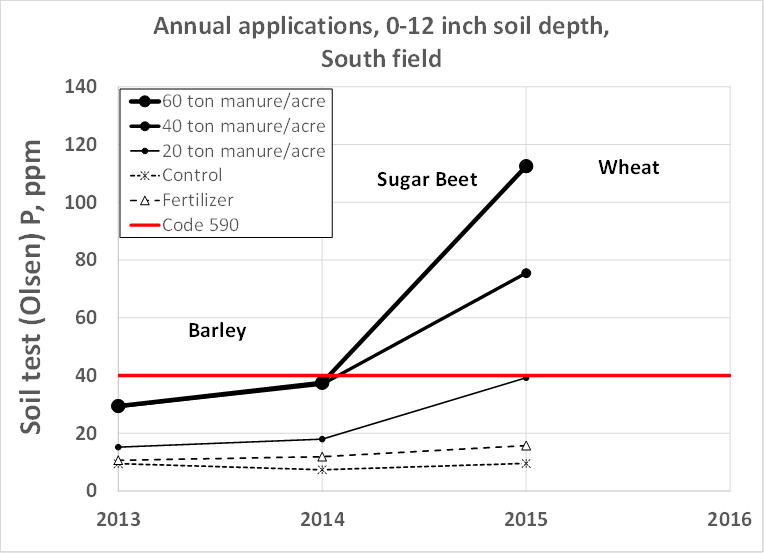 Annual applications, 0-12 inch soil depth,
South field
Soil test (Olsen) P, ppm
140
120
100
80
60
40
20
0
60 ton manure/acre
40 ton manure/acre
20 ton manure/acre
Control
Fertilizer
Code 590
Barley
Sugar Beet
Wheat
2013
2014
2015
2016